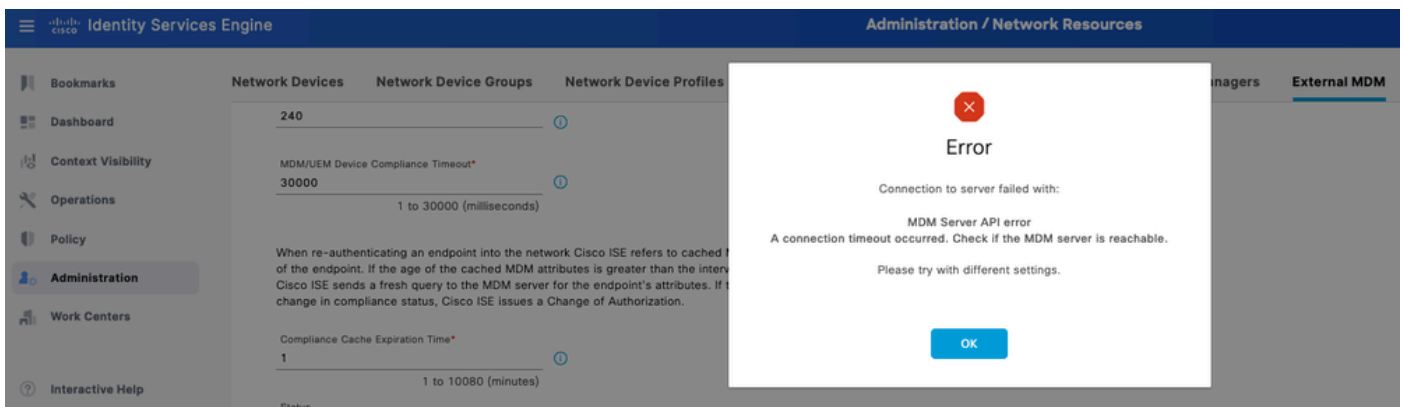 cisco Identity Services Engine
Administration / Network Resources
Bookmarks
Dashboard
Context Visibility
Operations
Policy
Administration
Work Centers
Interactive Help
Network Devices Network Device Groups Network Device Profiles
External MDM
240
MDM/UEM Device Compliance Timeout*
30000
1 to 30000 (milliseconds)
When re-authenticating an endpoint into the network Cisco ISE refers to cached
of the endpoint. If the age of the cached MDM attributes is greater than the
Cisco ISE sends a fresh query to the MDM server for the endpoint's attributes. If
change in compliance status, Cisco ISE issues a Change of Authorization.
Compliance Cache Expiration Time*
1
1 to 10080 (minutes)
Error
Connection to server failed with:
MDM Server API error
A connection timeout occurred. Check if the MDM server is reachable.
Please try with different settings.
OK